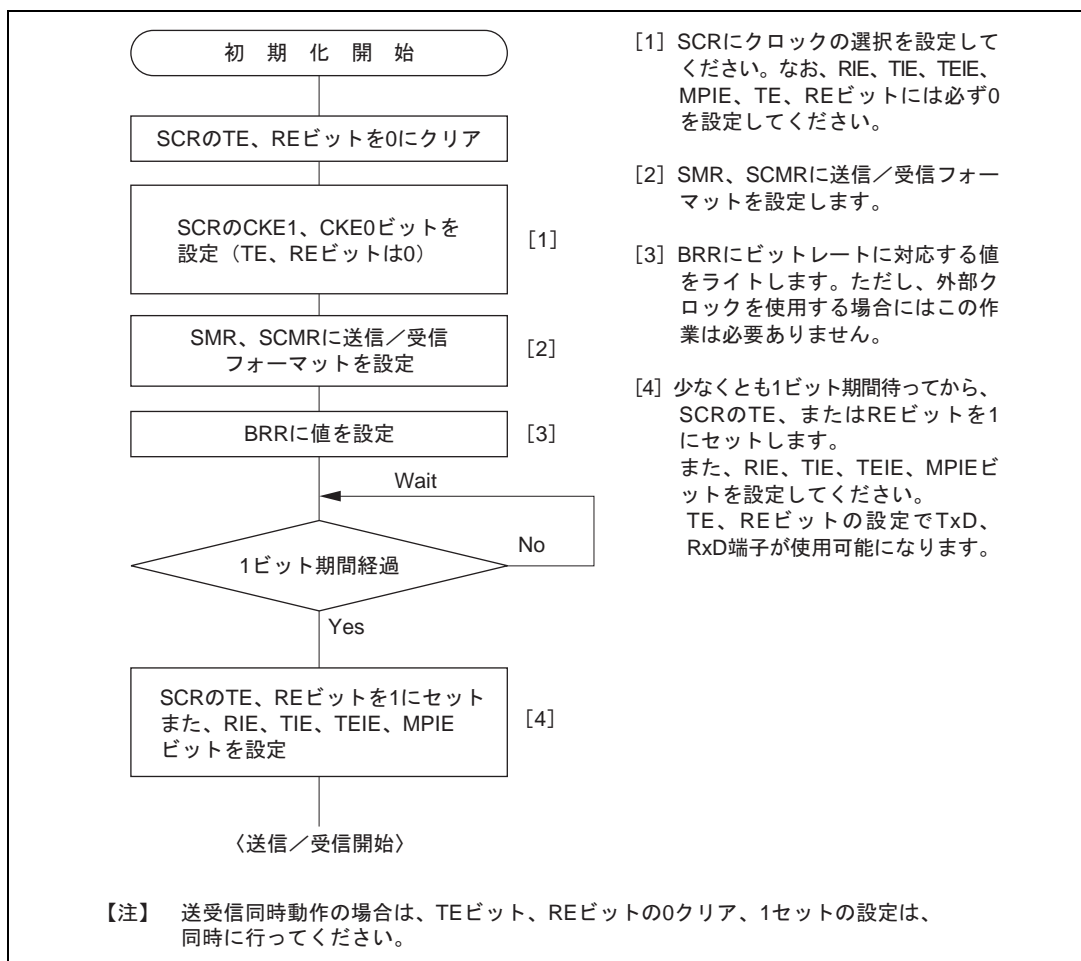 初期化開始
SCRのTE、REビットを0にクリア
SCRのCKE1、CKE0ビットを
設定（TE、REビットは0）
［1］
SMR、SCMRに送信／受信
フォーマットを設定
［2］
BRRに値を設定
［3］
Wait
1ビット期間経過
No
Yes
SCRのTE、REビットを1にセット
また、RIE、TIE、TEIE、MPIE
ビットを設定
［4］
〈送信／受信開始〉
［1］SCRにクロックの選択を設定して
ください。なお、RIE、TIE、TEIE、
MPIE、TE、REビットには必ず0
を設定してください。
［2］SMR、SCMRに送信／受信フォー
マットを設定します。
［3］BRRにビットレートに対応する値
をライトします。ただし、外部ク
ロックを使用する場合にはこの作
業は必要ありません。
［4］少なくとも1ビット期間待ってから、
SCRのTE、またはREビットを1
にセットします。
また、RIE、TIE、TEIE、MPIEビ
ットを設定してください。
TE、REビットの設定でTxD、
RxD端子が使用可能になります。
【注】 送受信同時動作の場合は、TEビット、REビットの0クリア、1セットの設定は、
同時に行ってください。